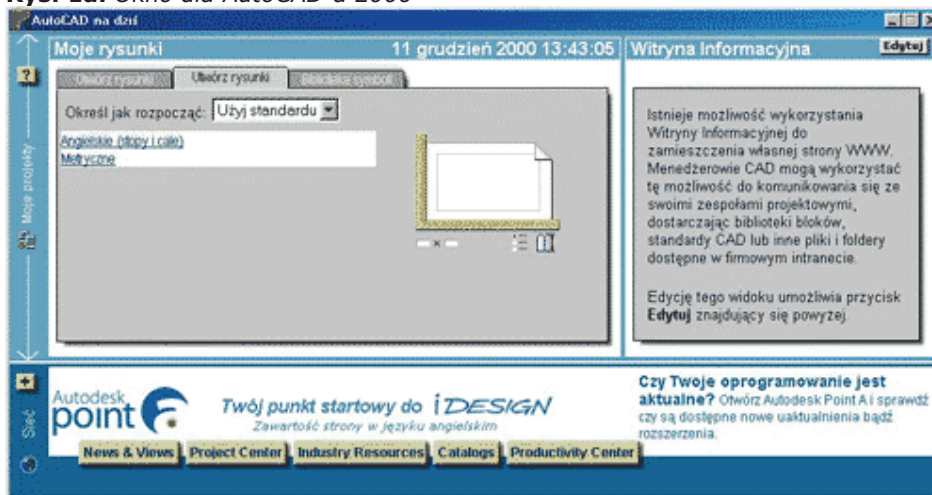 AutoCAD na dziś
Moje rysunki
11 grudzień 2000 13:43:05
Witryna Informacyjna
Edytuj
?
Utwórz rysunki
Określ jak rozpocząć: Użyj standardu
Angielskie (stopy i cale)
Metryczne
Moje projekty
Istnieje możliwość wykorzystania
Witryny Informacyjnej do
zamieszczenia własnej strony WWW.
Menedżerowie CAD mogą wykorzystać
tę możliwość do komunikowania się ze
swoimi zespołami projektowymi,
dostarczając biblioteki bloków,
standardy CAD lub inne pliki i foldery
dostępne w firmowym intranecie.
Edycję tego widoku umożliwia przycisk
Edytuj znajdujący się powyżej.
Sieć
Autodesk
point A
Twój punkt startowy do iDESIGN
Zawartość strony w języku angielskim
Czy Twoje oprogramowanie jest
aktualne? Otwórz Autodesk Point A i sprawdź
czy są dostępne nowe uaktualnienia bądź
rozszerzenia.
News & Views
Project Center
Industry Resources
Catalogs
Productivity Center